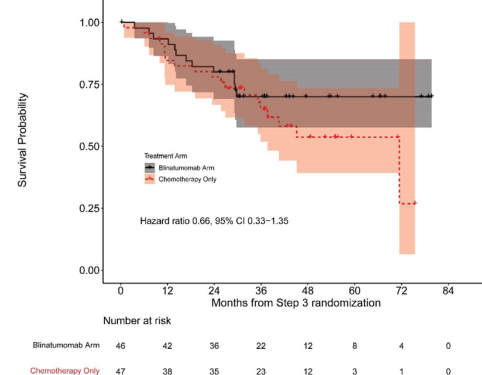 Survival Probability
1.00
0.75
0.50
0.25
0.00
Treatment Arm
Blinatumomab Arm
Chemotherapy Only
Hazard ratio 0.66, 95% CI 0.33−1.35
0 12 24 36 48 60 72 84
Months from Step 3 randomization
Number at risk
Blinatumomab Arm 46 42 36 22 12 8 4 0
Chemotherapy Only 47 38 35 23 12 3 1 0